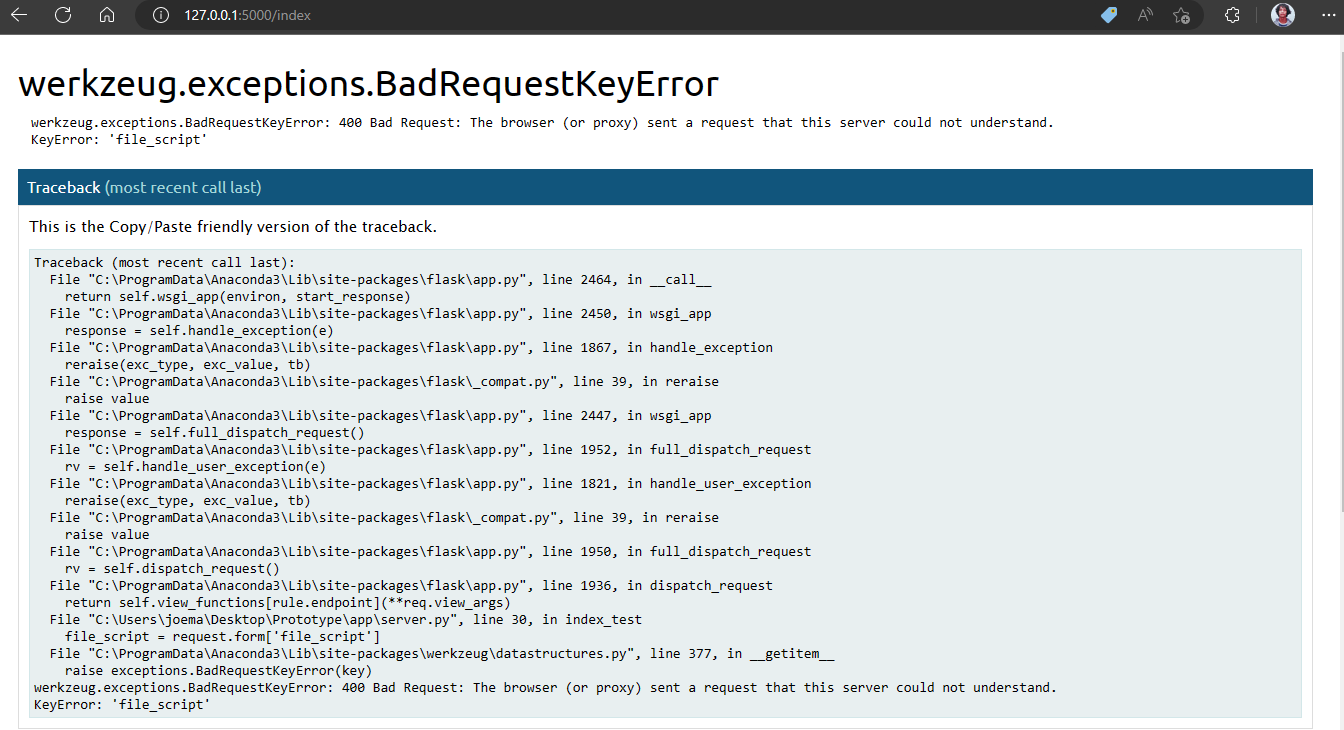 127.0.0.1:5000/index
werkzeug.exceptions.BadRequestKeyError
werkzeug.exceptions.BadRequestKeyError: 400 Bad Request: The browser (or proxy) sent a request that this server could not understand.
KeyError: 'file_script'
Traceback (most recent call last)
This is the Copy/Paste friendly version of the traceback.
Traceback (most recent call last):
  File "C:\ProgramData\Anaconda3\Lib\site-packages\flask\app.py", line 2464, in __call__
    return self.wsgi_app(environ, start_response)
  File "C:\ProgramData\Anaconda3\Lib\site-packages\flask\app.py", line 2450, in wsgi_app
    response = self.handle_exception(e)
  File "C:\ProgramData\Anaconda3\Lib\site-packages\flask\app.py", line 1867, in handle_exception
    reraise(exc_type, exc_value, tb)
  File "C:\ProgramData\Anaconda3\Lib\site-packages\flask\_compat.py", line 39, in reraise
    raise value
  File "C:\ProgramData\Anaconda3\Lib\site-packages\flask\app.py", line 2447, in wsgi_app
    response = self.full_dispatch_request()
  File "C:\ProgramData\Anaconda3\Lib\site-packages\flask\app.py", line 1952, in full_dispatch_request
    rv = self.handle_user_exception(e)
  File "C:\ProgramData\Anaconda3\Lib\site-packages\flask\app.py", line 1821, in handle_user_exception
    reraise(exc_type, exc_value, tb)
  File "C:\ProgramData\Anaconda3\Lib\site-packages\flask\_compat.py", line 39, in reraise
    raise value
  File "C:\ProgramData\Anaconda3\Lib\site-packages\flask\app.py", line 1950, in full_dispatch_request
    rv = self.dispatch_request()
  File "C:\ProgramData\Anaconda3\Lib\site-packages\flask\app.py", line 1936, in dispatch_request
    return self.view_functions[rule.endpoint](**req.view_args)
  File "C:\Users\joema\Desktop\Prototype\app\server.py", line 30, in index_test
    file_script = request.form['file_script']
  File "C:\ProgramData\Anaconda3\Lib\site-packages\werkzeug\datastructures.py", line 377, in __getitem__
    raise exceptions.BadRequestKeyError(key)
werkzeug.exceptions.BadRequestKeyError: 400 Bad Request: The browser (or proxy) sent a request that this server could not understand.
KeyError: 'file_script'